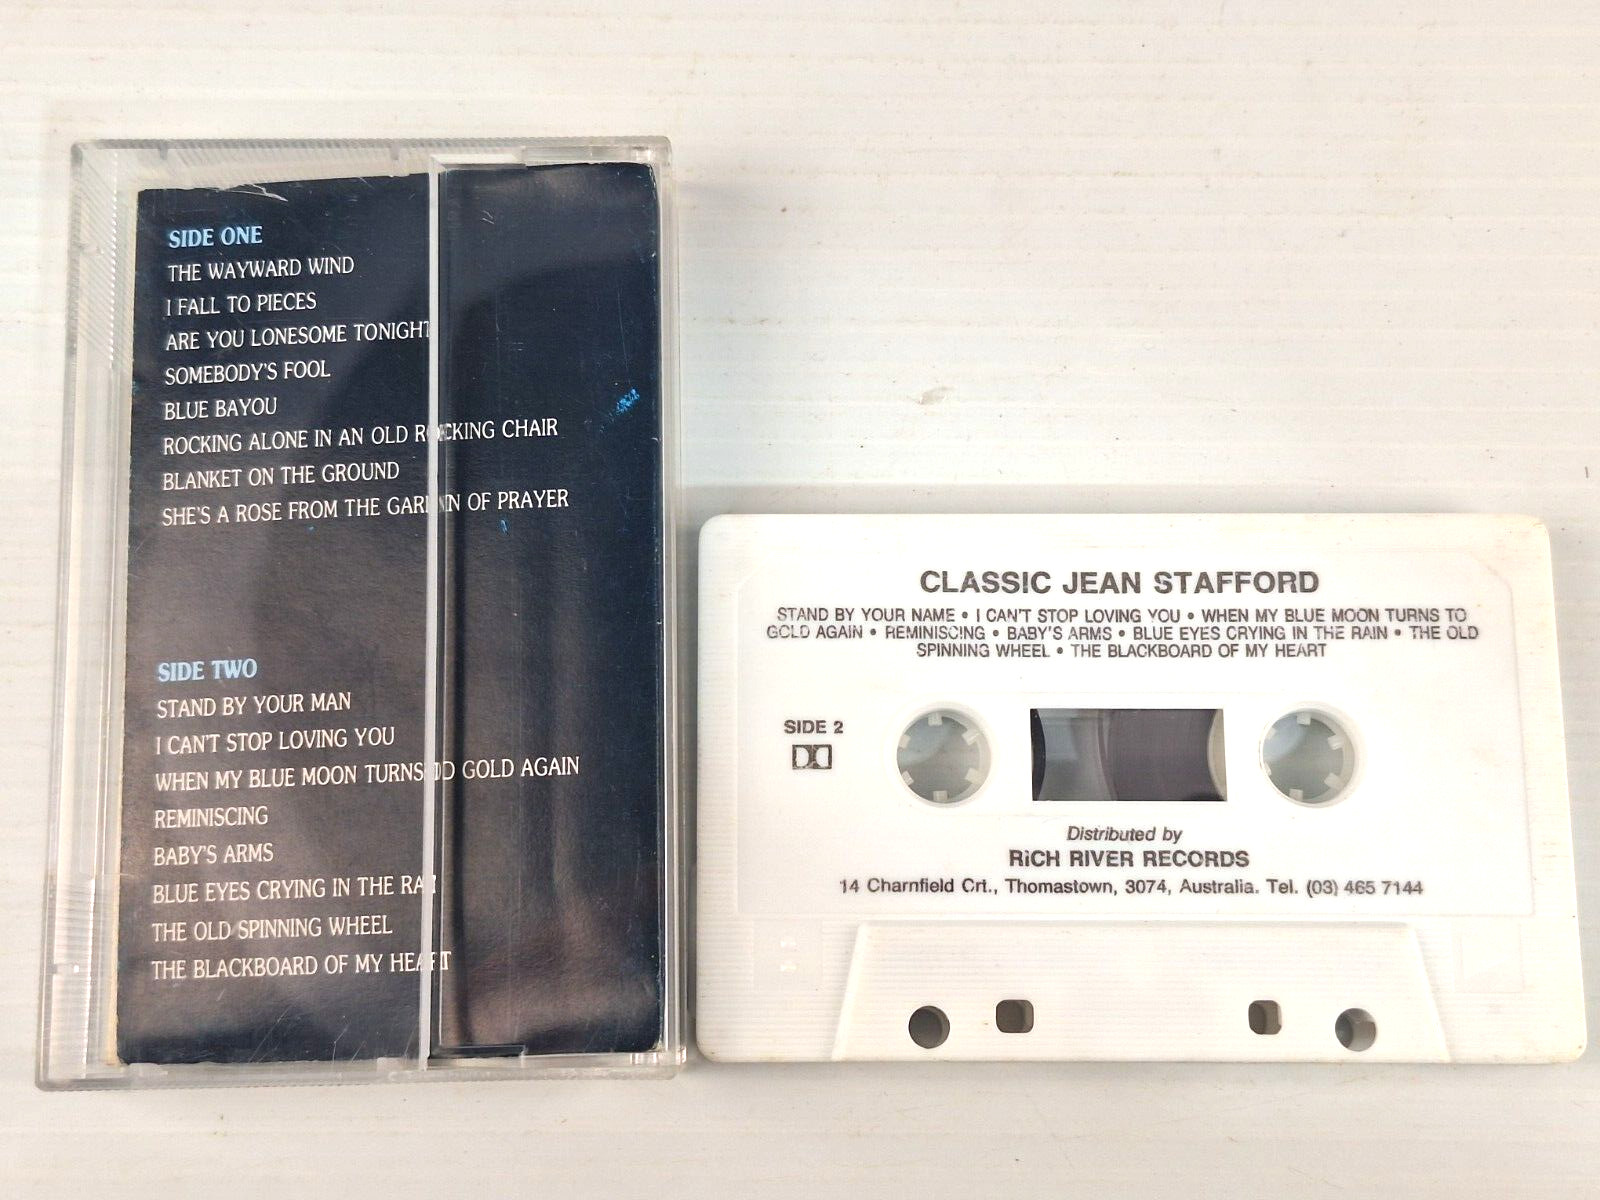 SIDE ONE
THE WAYWARD WIND
I FALL TO PIECES
ARE YOU LONESOME TONIGHT
SOMEBODY'S FOOL
BLUE BAYOU
ROCKING ALONE IN AN OLD ROCKING CHAIR
BLANKET ON THE GROUND
SHE'S A ROSE FROM THE OF PRAYER
SIDE TWO
STAND BY YOUR MAN
I CAN'T STOP LOVING YOU
WHEN MY BLUE MOON TURNS GOLD AGAIN
REMINISCING
BABY'S ARMS
BLUE EYES CRYING IN THE
THE OLD SPINNING WHEEL
THE BLACKBOARD OF MY HEART
CLASSIC JEAN STAFFORD
STAND BY YOUR NAME • I CAN'T STOP LOVING YOU • WHEN MY BLUE MOON TURNS TO
GOLD AGAIN • REMINISCING • BABY'S ARMS • BLUE EYES CRYING IN THE RAIN • THE OLD
SPINNING WHEEL • THE BLACKBOARD OF MY HEART
SIDE 2
Distributed by
RICH RIVER RECORDS
14 Charnfield Crt., Thomastown, 3074, Australia. Tel. (03) 465 7144